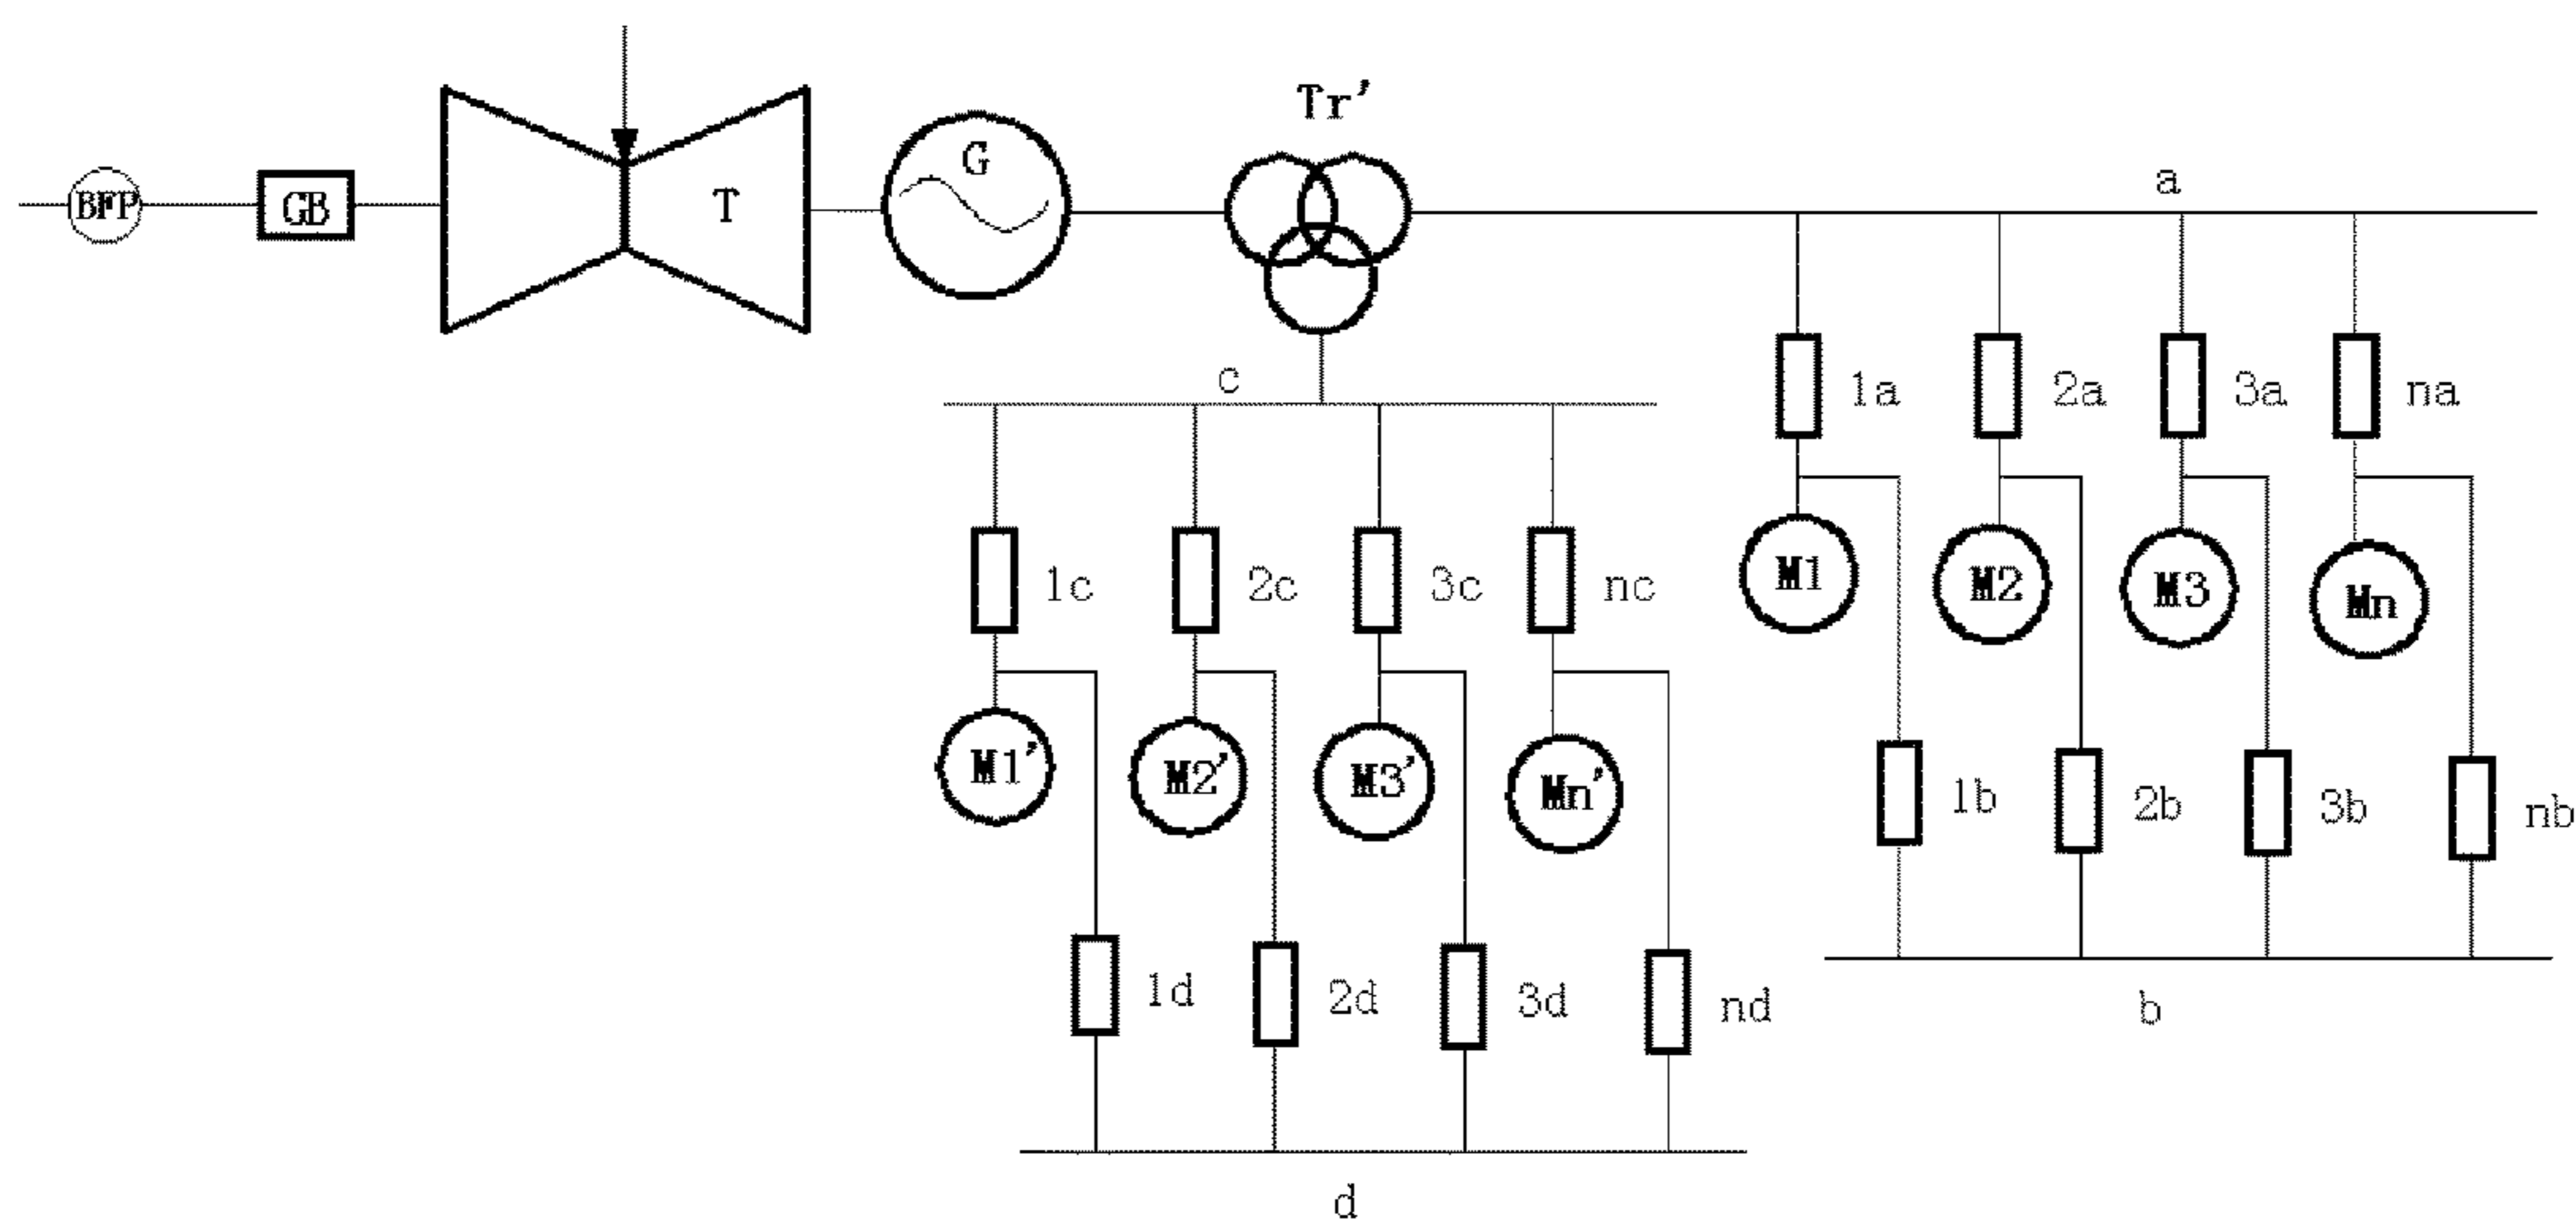 Tr'
G
a
BFP
GB
T
c
1a
2a
3a
na
1c
2c
3c
nc
M1
M2
M3
Mn
M1'
M2'
M3'
Mn'
1b
2b
3b
nb
1d
2d
3d
nd
b
d